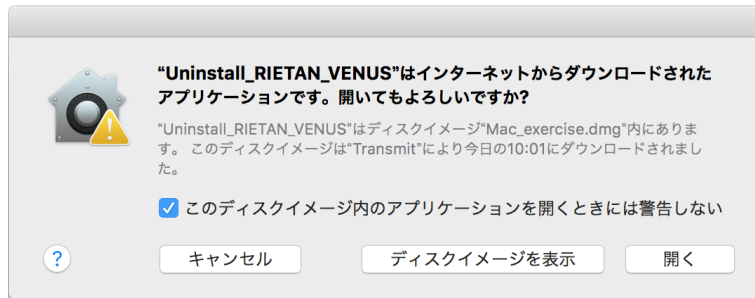 “Uninstall_RIETAN_VENUS”はインターネットからダウンロードされた
アプリケーションです。開いてもよろしいですか?
“Uninstall_RIETAN_VENUS”はディスクイメージ“Mac_exercise.dmg”内にありま
す。 このディスクイメージは“Transmit”により今日の10:01にダウンロードされまし
た。
このディスクイメージ内のアプリケーションを開くときには警告しない
? キャンセル ディスクイメージを表示 開く